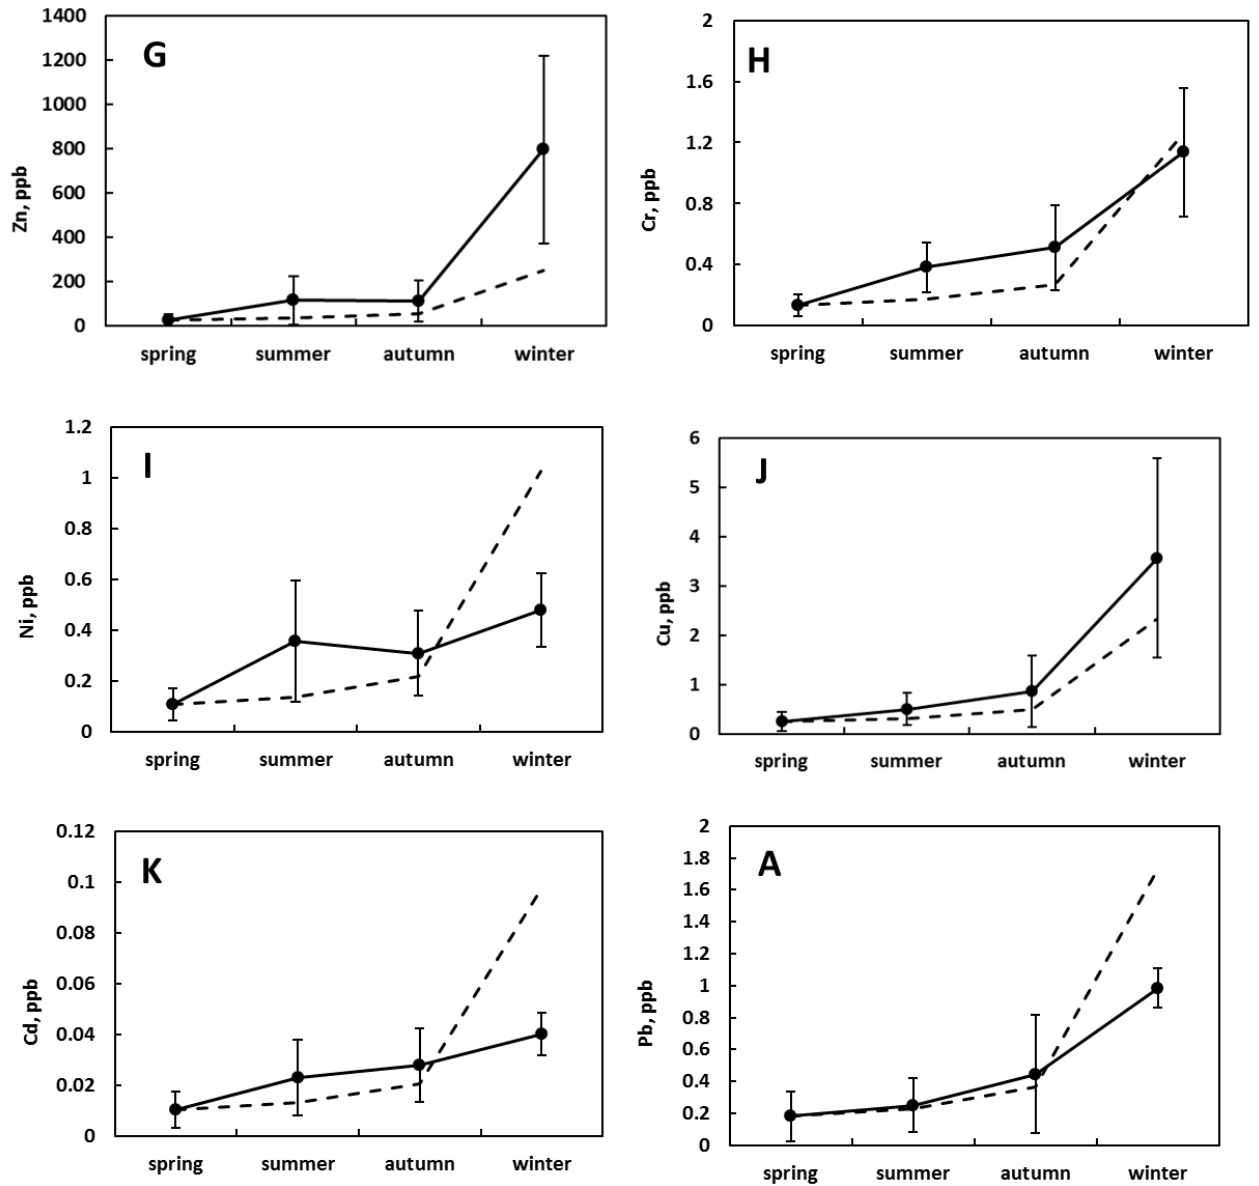 G
Zn, ppb
1400
1200
1000
800
600
400
200
0
spring summer autumn winter
H
Cr, ppb
2
1.6
1.2
0.8
0.4
0
spring summer autumn winter
I
Ni, ppb
1.2
1
0.8
0.6
0.4
0.2
0
spring summer autumn winter
J
Cu, ppb
6
5
4
3
2
1
0
spring summer autumn winter
K
Cd, ppb
0.12
0.1
0.08
0.06
0.04
0.02
0
spring summer autumn winter
A
Pb, ppb
2
1.8
1.6
1.4
1.2
1
0.8
0.6
0.4
0.2
0
spring summer autumn winter